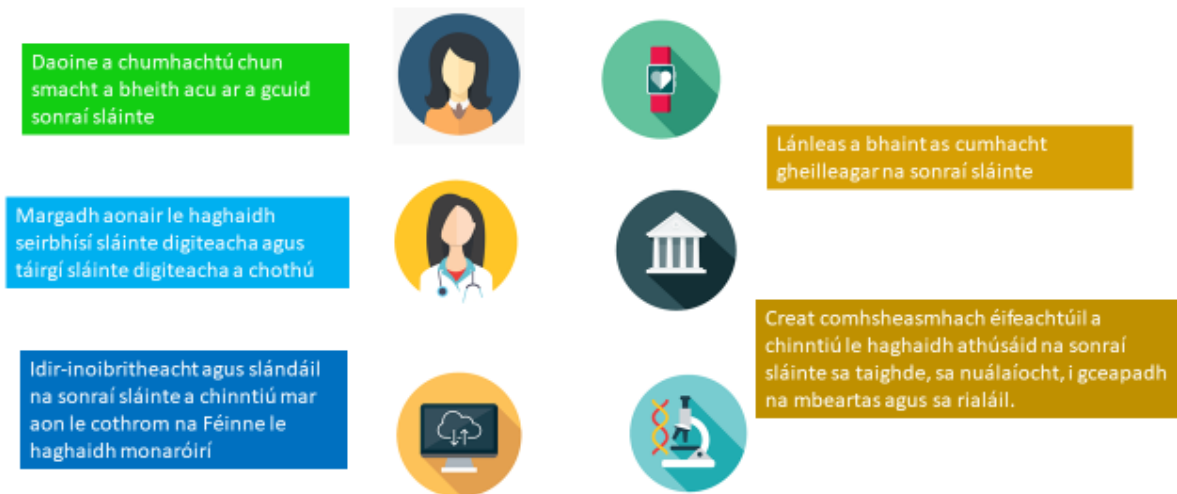 Daoine a chumhachtú chun
smacht a bheith acu ar a gcuid
sonraí sláinte
Margadh aonair le haghaidh
seirbhísí sláinte digiteacha agus
táirgí sláinte digiteacha a chothú
Idir-inoibritheacht agus slándáil
na sonraí sláinte a chinntiú mar
aon le cothrom na Féinne le
haghaidh monaróirí
Lánleas a bhaint as cumhacht
gheilleagar na sonraí sláinte
Creat comhsheasmhach éifeachtúil a
chinntiú le haghaidh athúsáid na sonraí
sláinte sa taighde, sa nuálaíocht, i gceapadh
na mbeartas agus sa rialáil.